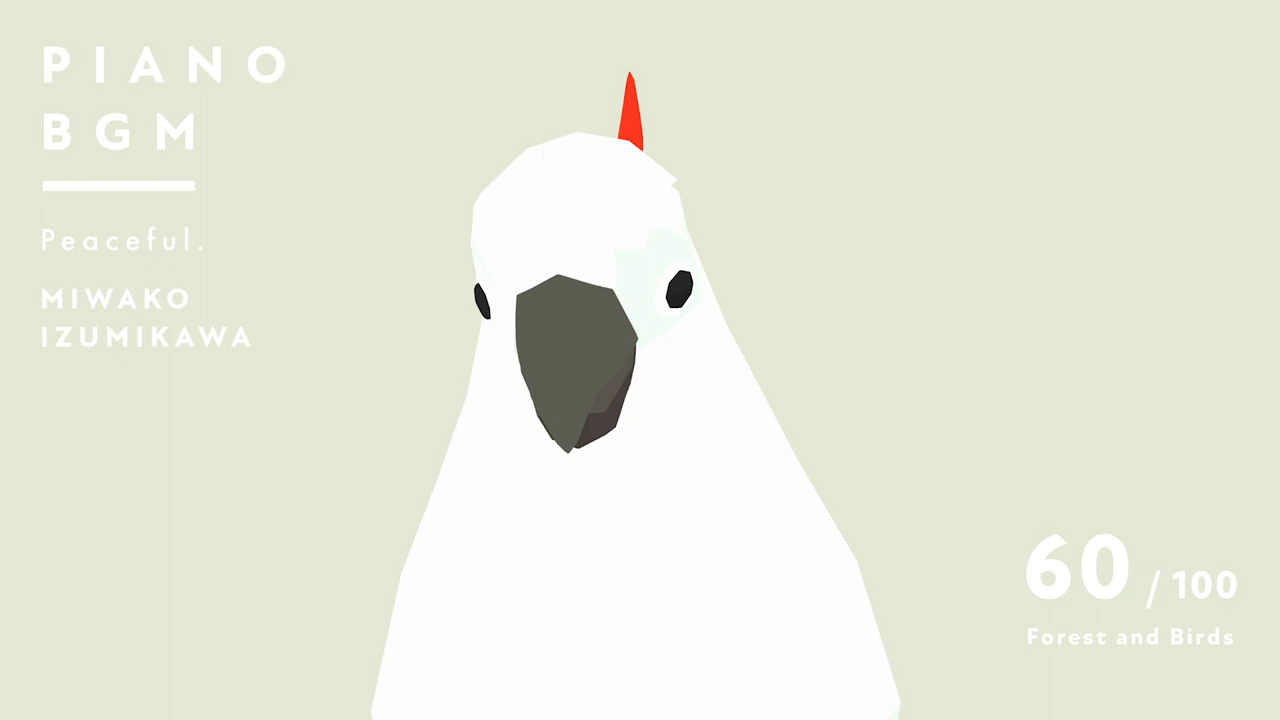 PIANO
BGM
Peaceful.
MIWAKO
IZUMIKAWA
60 / 100
Forest and Birds